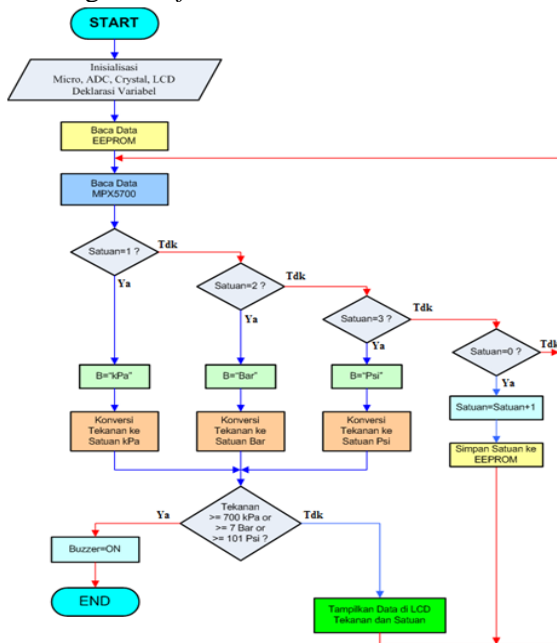 START
Inisialisasi
Micro, ADC, Crystal, LCD
Deklarasi Variabel
Baca Data
EEPROM
Baca Data
MPX5700
Satuan=1 ?
Tdk
Ya
Satuan=2 ?
Tdk
Ya
Satuan=3 ?
Tdk
Ya
Satuan=0 ?
Tdk
Ya
B="kPa"
B="Bar"
B="Psi"
Satuan=Satuan+1
Konversi
Tekanan ke
Satuan kPa
Konversi
Tekanan ke
Satuan Bar
Konversi
Tekanan ke
Satuan Psi
Simpan Satuan ke
EEPROM
Tekanan
>= 700 kPa or
>= 7 Bar or
>= 101 Psi ?
Ya
Tdk
Buzzer=ON
END
Tampilkan Data di LCD
Tekanan dan Satuan